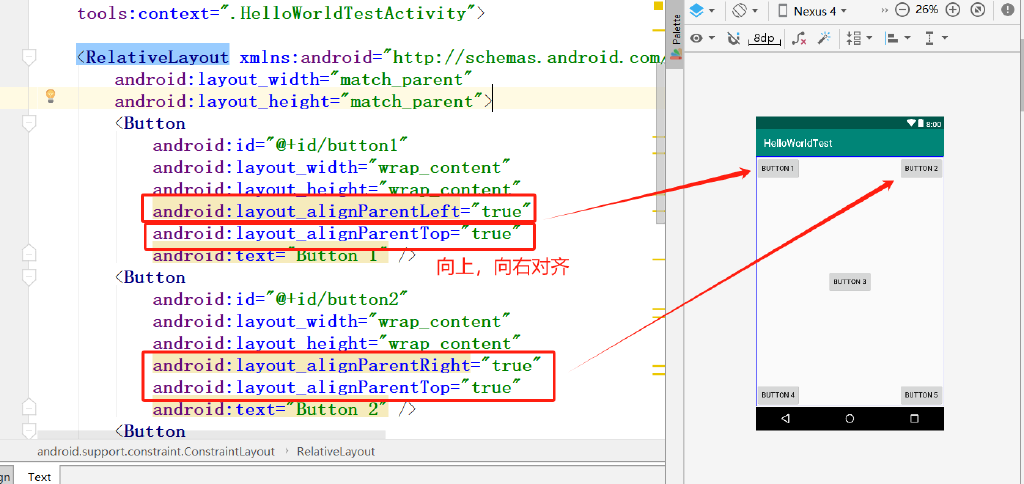 tools:context=".HelloWorldTestActivity">
<RelativeLayout xmlns:android="http://schemas.android.com/
android:layout_width="match_parent"
android:layout_height="match_parent">
<Button
android:id="@+id/button1"
android:layout_width="wrap_content"
android:layout_height="wrap_content"
android:layout_alignParentLeft="true"
android:layout_alignParentTop="true"
android:text="Button 1" />
向上，向右对齐
<Button
android:id="@+id/button2"
android:layout_width="wrap_content"
android:layout_height="wrap_content"
android:layout_alignParentRight="true"
android:layout_alignParentTop="true"
android:text="Button 2" />
<Button
android.support.constraint.ConstraintLayout › RelativeLayout
gn Text
Palette
Nexus 4
26%
8dp
8:00
HelloWorldTest
BUTTON 1 BUTTON 2
BUTTON 3
BUTTON 4 BUTTON 5